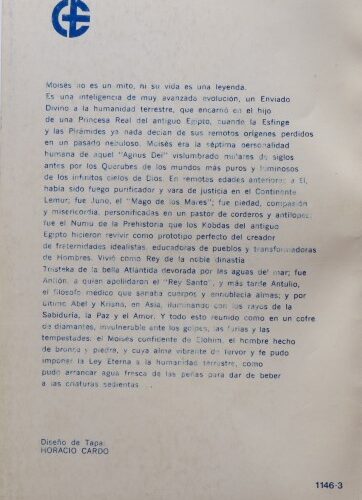 CE
Moisés no es un mito, ni su vida es una leyenda.
Es una inteligencia de muy avanzada evolución, un Enviado
Divino a la humanidad terrestre, que encarnó en el hijo
de una Princesa Real del antiguo Egipto, cuando la Esfinge
y las Pirámides ya nada decían de sus remotos orígenes perdidos
en un pasado nebuloso. Moisés era la séptima personalidad
humana de aquel "Agnus Dei" vislumbrado millares de siglos
antes por los Querubes de los mundos más puros y luminosos
de los infinitos cielos de Dios. En remotas edades anteriores a El,
había sido fuego purificador y vara de justicia en el Continente
Lemur; fue Juno, el "Mago de los Mares"; fue piedad, compasión
y misericordia, personificadas en un pastor de corderos y antílopes;
fue el Numu de la Prehistoria que los Kobdas del antiguo
Egipto hicieron revivir como prototipo perfecto del creador
de fraternidades idealistas, educadoras de pueblos y transformadoras
de Hombres. Vivió como Rey de la noble dinastía
de la bella Atlántida devorada por las aguas del mar; fue
Anfión, a quien apellidaron el "Rey Santo", y más tarde Antulio,
el filósofo médico que sanaba cuerpos y ennoblecía almas; y por
último Abel y Krisna, en Asia, iluminando con los rayos de la
Sabiduría, la Paz y el Amor. Y todo esto reunido como en un cofre
de diamantes, invulnerable ante los golpes, las furias y las
tempestades: el Moisés confidente de Elohim, el hombre hecho
de bronce y piedra, y cuya alma vibrante de fervor y fe pudo
imponer la Ley Eterna a la humanidad terrestre, como
pudo arrancar agua fresca de las peñas para dar de beber
a las criaturas sedientas ...
Diseño de Tapa:
HORACIO CARDO
1146-3